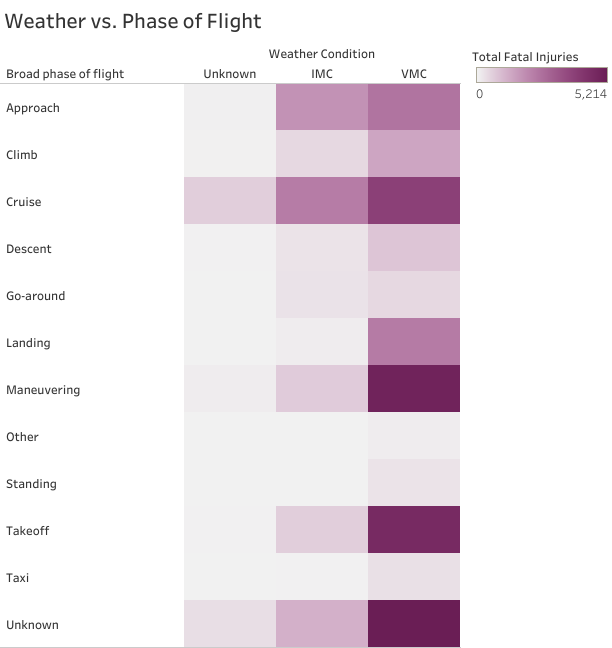 Weather vs. Phase of Flight
Weather Condition
Broad phase of flight Unknown IMC VMC
Approach
Climb
Cruise
Descent
Go-around
Landing
Maneuvering
Other
Standing
Takeoff
Taxi
Unknown
Total Fatal Injuries
0 5,214